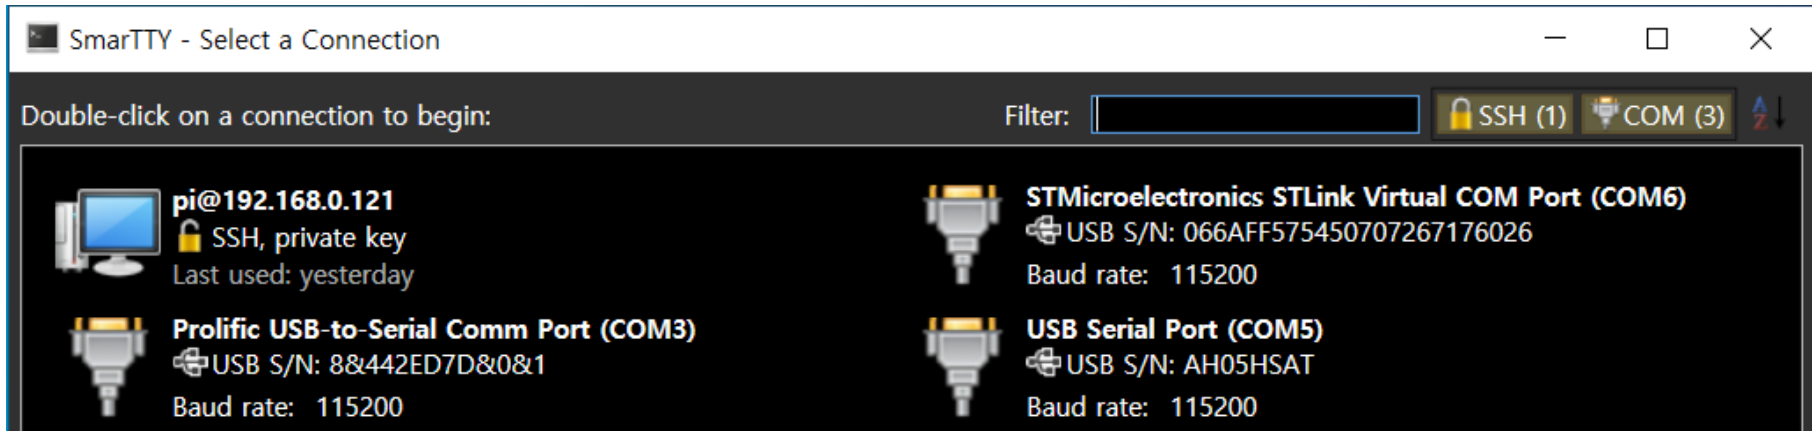 SmarTTY - Select a Connection
Double-click on a connection to begin:
Filter:
SSH (1)
COM (3)
pi@192.168.0.121
SSH, private key
Last used: yesterday
STMicroelectronics STLink Virtual COM Port (COM6)
USB S/N: 066AFF575450707267176026
Baud rate: 115200
Prolific USB-to-Serial Comm Port (COM3)
USB S/N: 8&442ED7D&0&1
Baud rate: 115200
USB Serial Port (COM5)
USB S/N: AH05HSAT
Baud rate: 115200